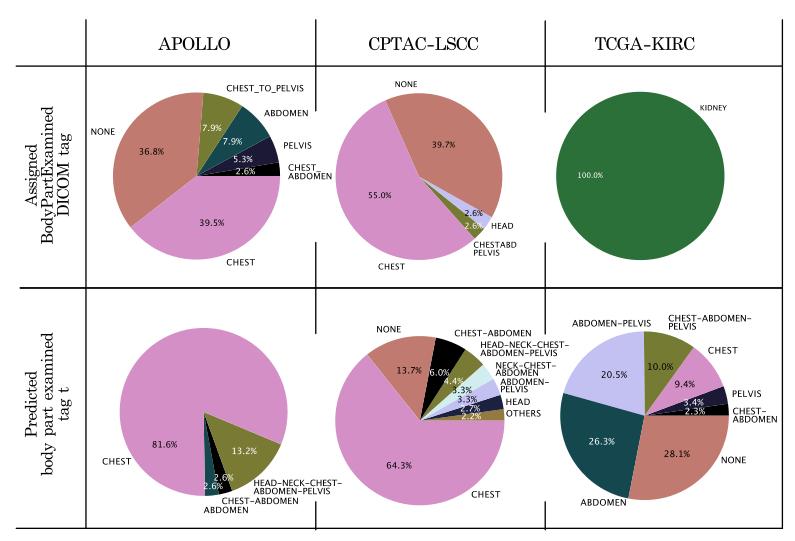 APOLLO
CPTAC-LSCC
TCGA-KIRC
Assigned
BodyPartExamined
DICOM tag
CHEST_TO_PELVIS
ABDOMEN
PELVIS
CHEST_
ABDOMEN
NONE
CHEST
7.9%
7.9%
5.3%
2.6%
36.8%
39.5%
NONE
39.7%
55.0%
2.6%
2.6%
HEAD
CHESTABD
PELVIS
CHEST
KIDNEY
100.0%
Predicted
body part examined
tag t
81.6%
13.2%
2.6%
2.6%
CHEST
HEAD-NECK-CHEST-
ABDOMEN-PELVIS
CHEST-ABDOMEN
ABDOMEN
NONE
CHEST-ABDOMEN
HEAD-NECK-CHEST-
ABDOMEN-PELVIS
NECK-CHEST-
ABDOMEN
ABDOMEN-
PELVIS
HEAD
OTHERS
13.7%
6.0%
4.4%
3.3%
3.3%
2.7%
2.2%
64.3%
CHEST
ABDOMEN-PELVIS
CHEST-ABDOMEN-
PELVIS
CHEST
PELVIS
CHEST-
ABDOMEN
NONE
ABDOMEN
20.5%
10.0%
9.4%
3.4%
2.3%
26.3%
28.1%